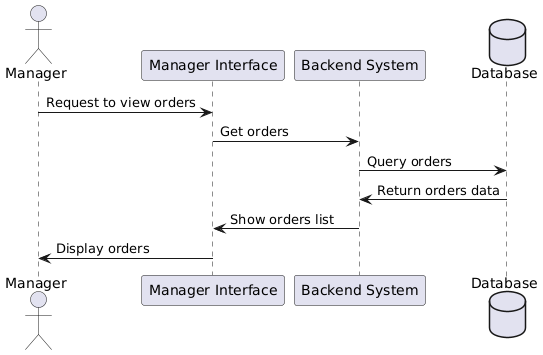 Manager
Manager Interface
Backend System
Database
Request to view orders
Get orders
Query orders
Return orders data
Show orders list
Display orders
Manager
Manager Interface
Backend System
Database